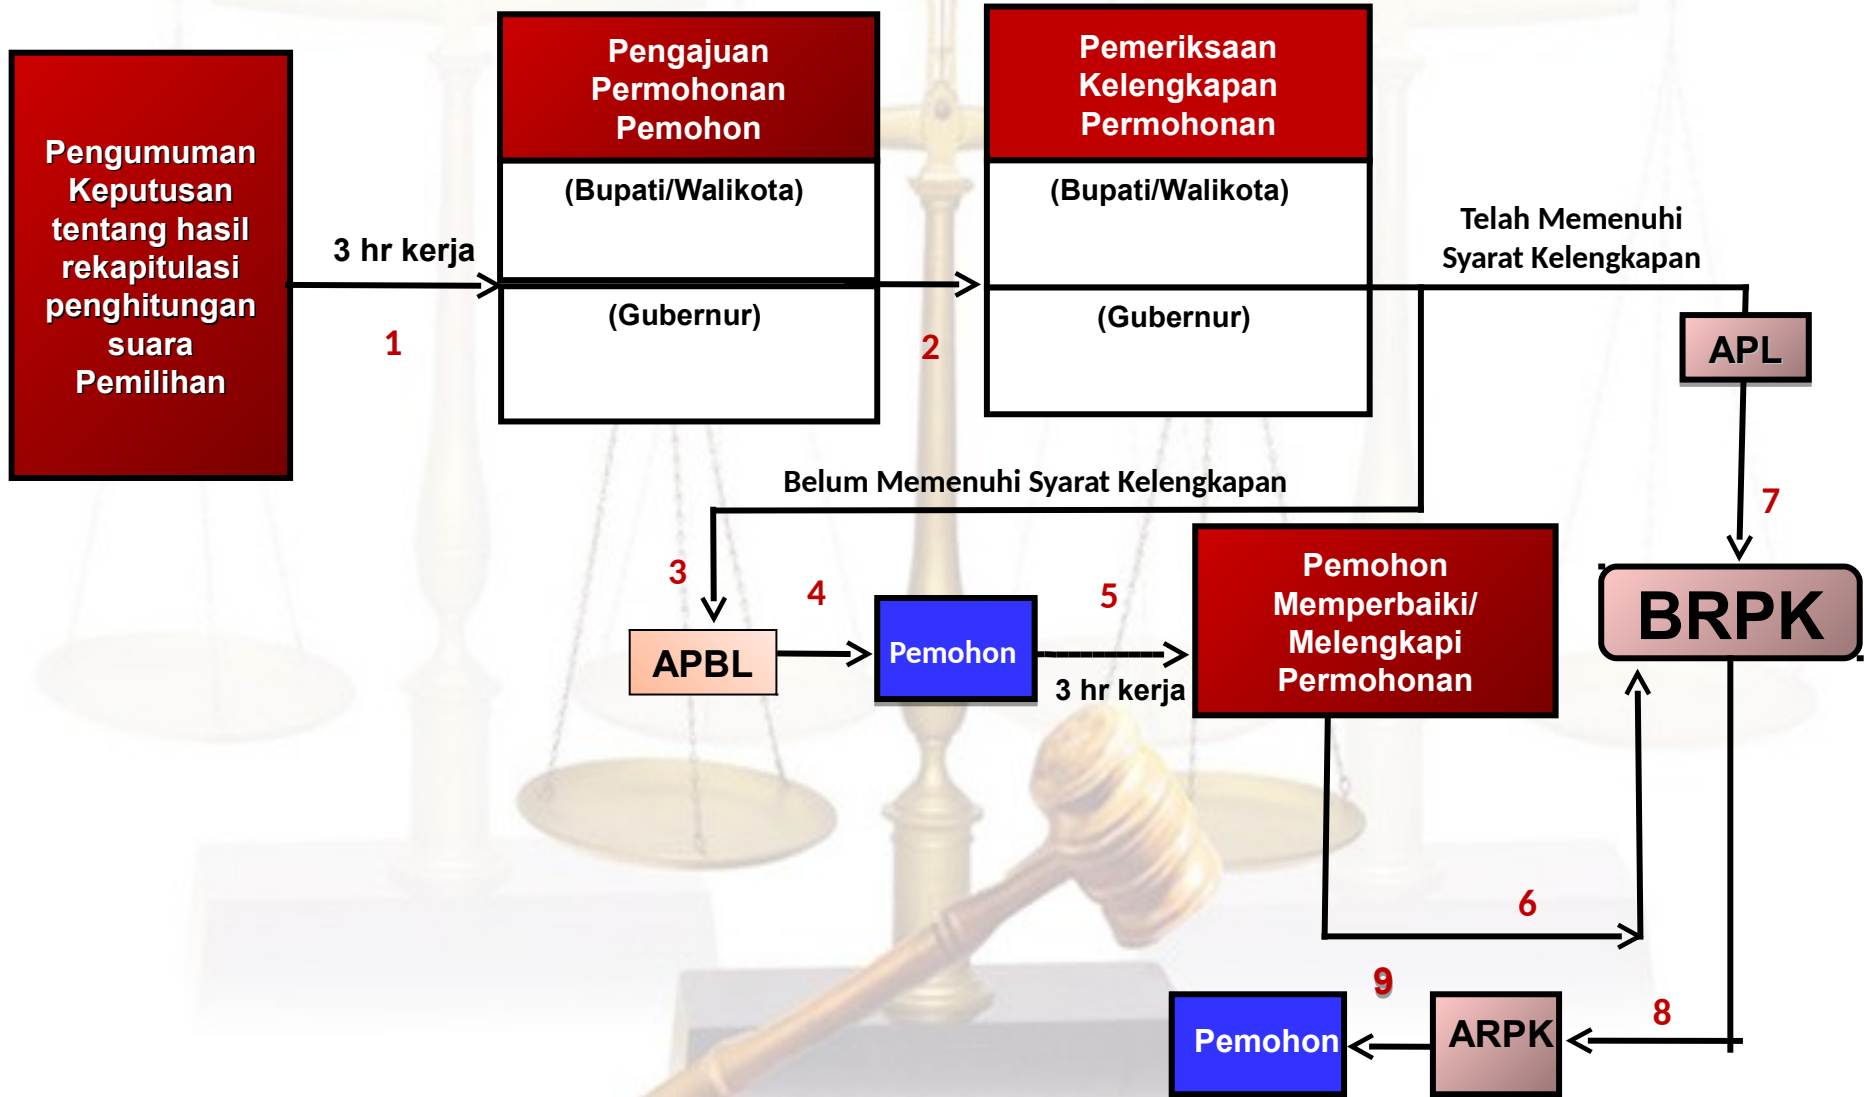 Pengumuman
Keputusan
tentang hasil
rekapitulasi
penghitungan
suara
Pemilihan
3 hr kerja
1
Pengajuan
Permohonan
Pemohon
(Bupati/Walikota)
(Gubernur)
2
Pemeriksaan
Kelengkapan
Permohonan
(Bupati/Walikota)
(Gubernur)
Telah Memenuhi
Syarat Kelengkapan
APL
7
Belum Memenuhi Syarat Kelengkapan
3
APBL
4
Pemohon
5
3 hr kerja
Pemohon
Memperbaiki/
Melengkapi
Permohonan
BRPK
6
8
ARPK
9
Pemohon